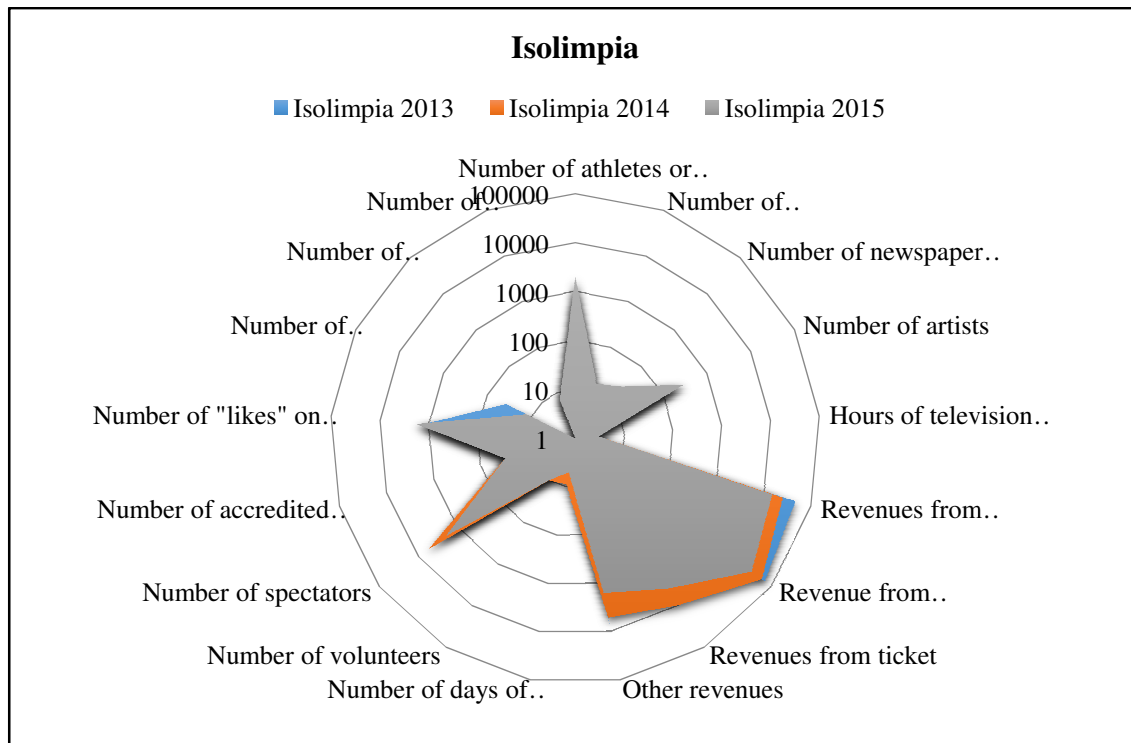 Isolimpia
Isolimpia 2013 Isolimpia 2014 Isolimpia 2015
Number of athletes or…
Number of…
Number of newspaper…
Number of artists
Hours of television…
Revenues from…
Revenue from…
Revenues from ticket
Other revenues
Number of days of…
Number of volunteers
Number of spectators
Number of accredited…
Number of "likes" on…
Number of…
Number of…
Number of…
100000
10000
1000
100
10
1